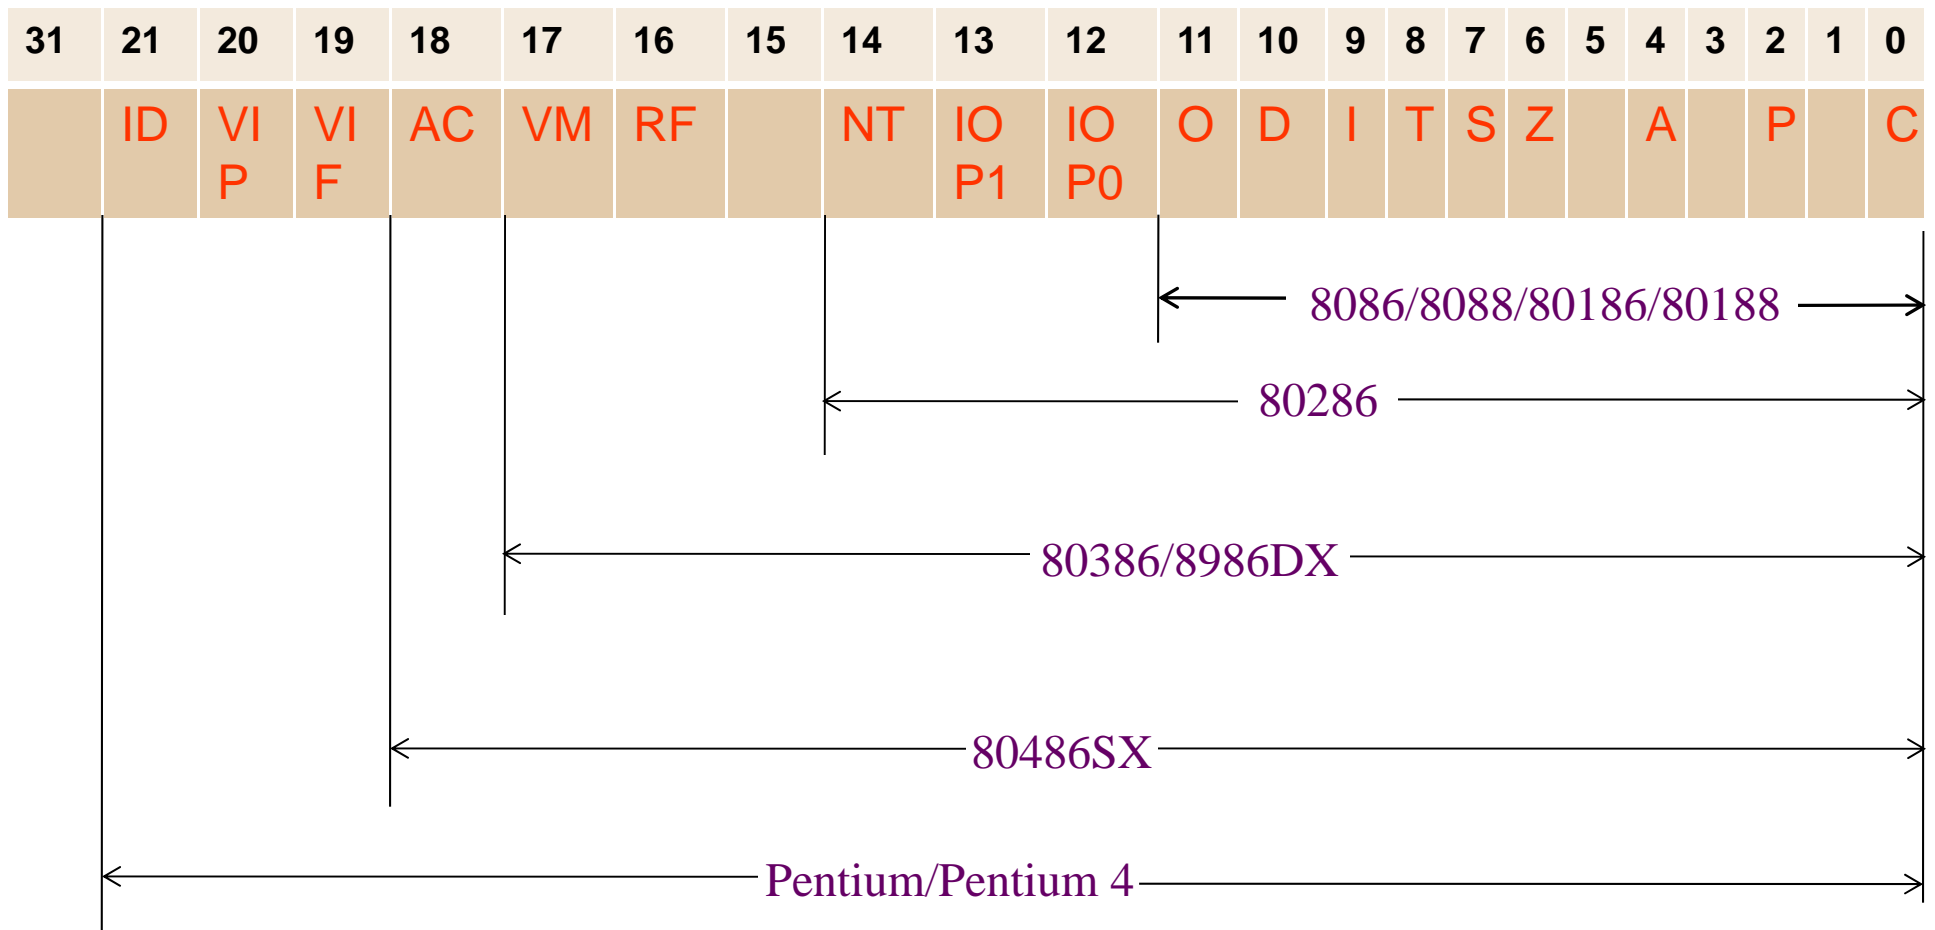 31 21 20 19 18 17 16 15 14 13 12 11 10 9 8 7 6 5 4 3 2 1 0
ID VI VI AC VM RF NT IO IO O D I T S Z A P C
P F P1 P0
8086/8088/80186/80188
80286
80386/8986DX
80486SX
Pentium/Pentium 4